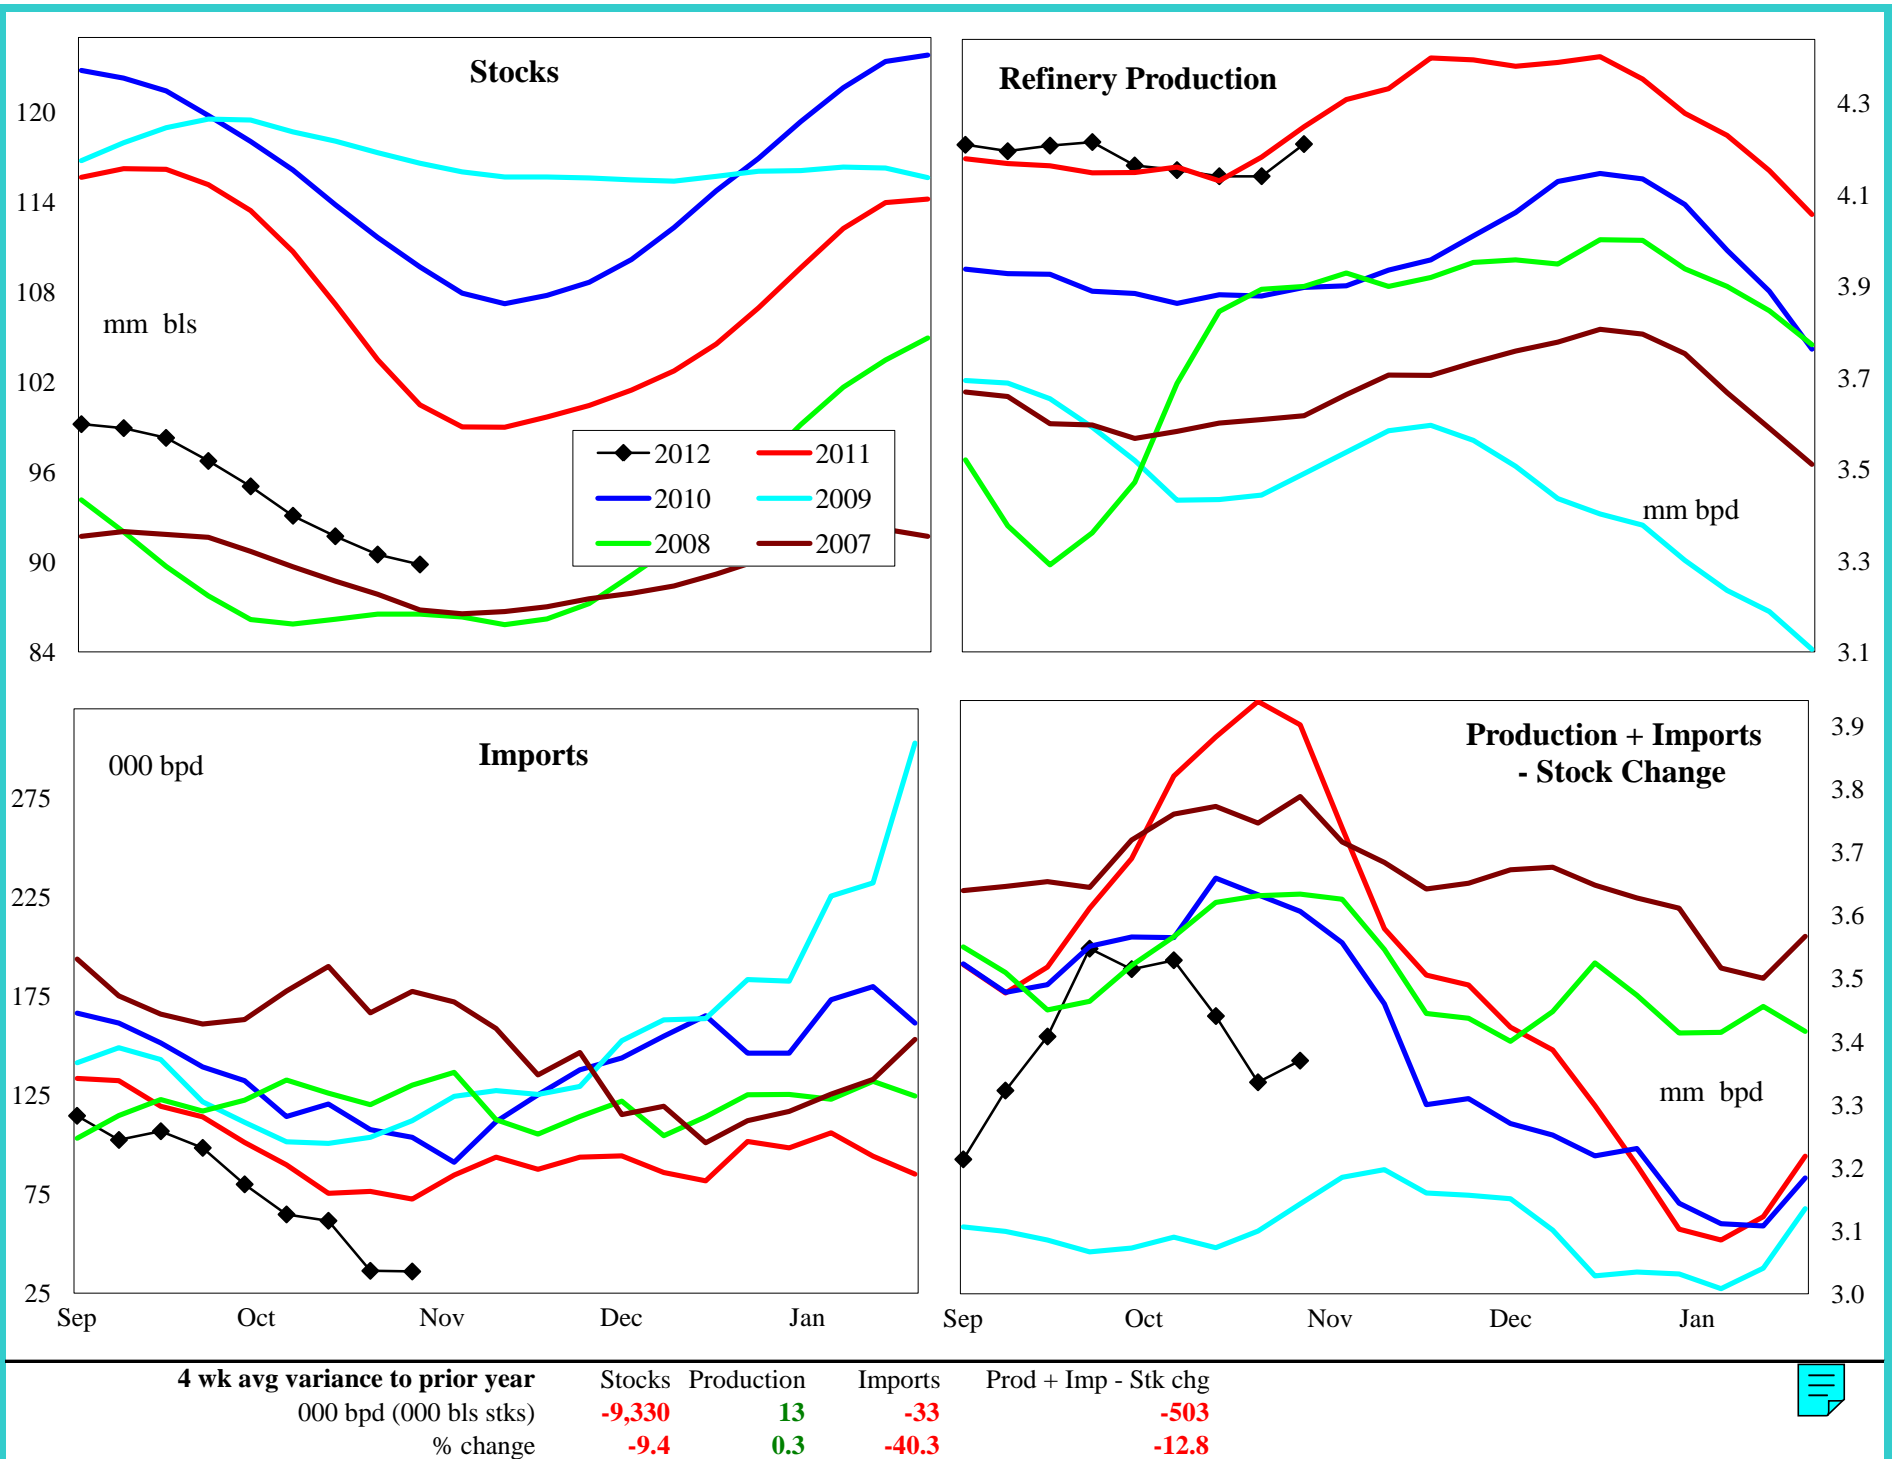 Stocks
120
114
108
102
96
90
84
mm bls
2012 2011
2010 2009
2008 2007
Refinery Production
4.3
4.1
3.9
3.7
3.5
3.3
3.1
mm bpd
Imports
000 bpd
275
225
175
125
75
25
Sep Oct Nov Dec Jan
Production + Imports
- Stock Change
3.9
3.8
3.7
3.6
3.5
3.4
3.3
3.2
3.1
3.0
mm bpd
Sep Oct Nov Dec Jan
4 wk avg variance to prior year Stocks Production Imports Prod + Imp - Stk chg
000 bpd (000 bls stks) -9,330 13 -33 -503
% change -9.4 0.3 -40.3 -12.8